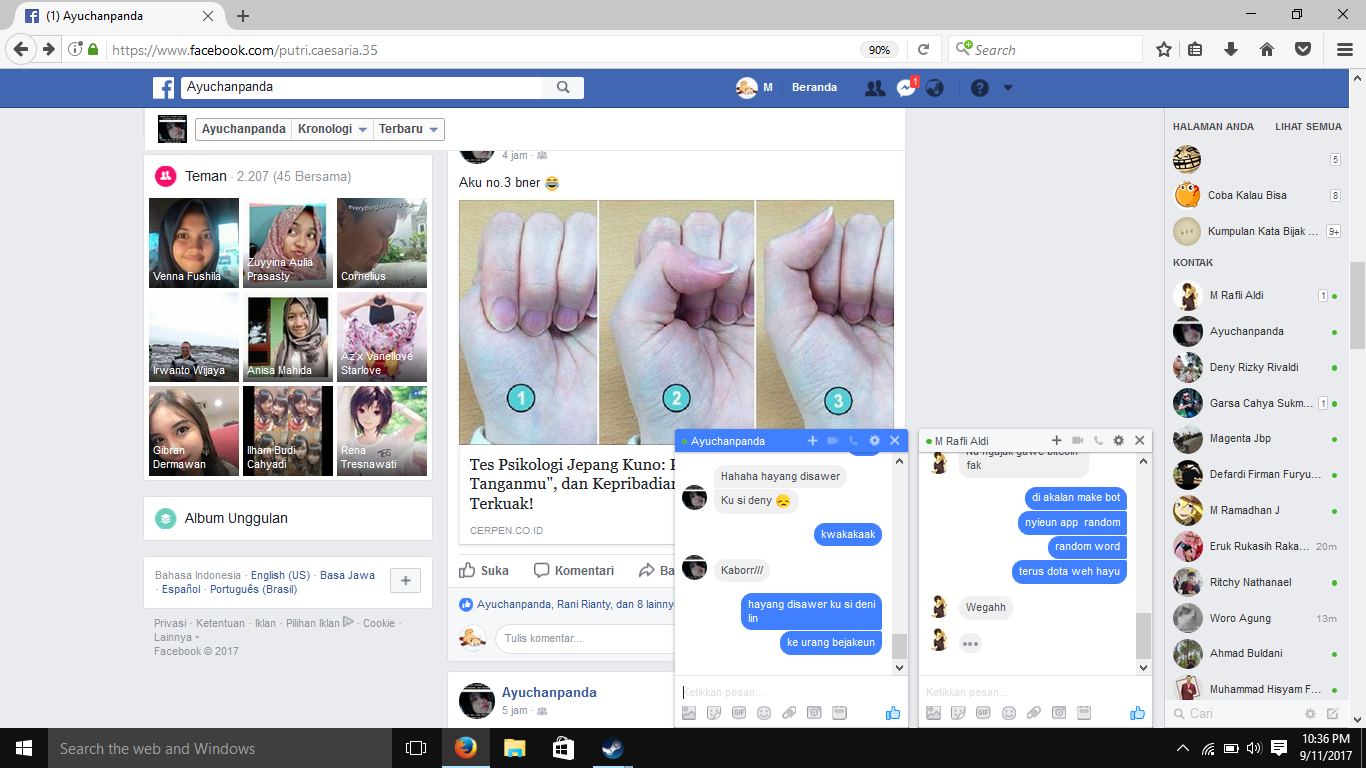 (1) Ayuchanpanda
https://www.facebook.com/putri.caesaria.35
90%
Search
Ayuchanpanda
M
Beranda
1
Ayuchanpanda
Kronologi
Terbaru
Teman · 2.207 (45 Bersama)
Venna Fushila
Zuyyina Aulia
Prasasty
Cornelius
Irwanto Wijaya
Anisa Mahida
Az'x Vanellove
Starlove
Gibran
Dermawan
Ilham Budi
Cahyadi
Rena
Tresnawati
Album Unggulan
Bahasa Indonesia · English (US) · Basa Jawa
· Español · Português (Brasil)
Privasi · Ketentuan · Iklan · Pilihan Iklan · Cookie ·
Lainnya
Facebook © 2017
4 jam ·
Aku no.3 bner
1
2
3
Tes Psikologi Jepang Kuno:
Tanganmu", dan Kepribadian
Terkuak!
CERPEN.CO.ID
Suka
Komentari
Ba
Ayuchanpanda, Rani Rianty, dan 8 lainny
Tulis komentar...
Ayuchanpanda
5 jam ·
Ayuchanpanda
Hahaha hayang disawer
Ku si deny
kwakakaak
Kaborr///
hayang disawer ku si deni
lin
ke urang bejakeun
Ketikkan pesan...
GIF
M Rafli Aldi
Nu ngajak gawe bitcoin
fak
di akalan make bot
nyieun app random
random word
terus dota weh hayu
Wegahh
Ketikkan pesan...
GIF
HALAMAN ANDA
LIHAT SEMUA
5
Coba Kalau Bisa
8
Kumpulan Kata Bijak ...
9+
KONTAK
M Rafli Aldi
1
Ayuchanpanda
Deny Rizky Rivaldi
Garsa Cahya Sukm...
1
Magenta Jbp
Defardi Firman Furyu...
M Ramadhan J
Eruk Rukasih Raka...
20m
Ritchy Nathanael
Woro Agung
13m
Ahmad Buldani
Muhammad Hisyam F...
Cari
Search the web and Windows
10:36 PM
9/11/2017